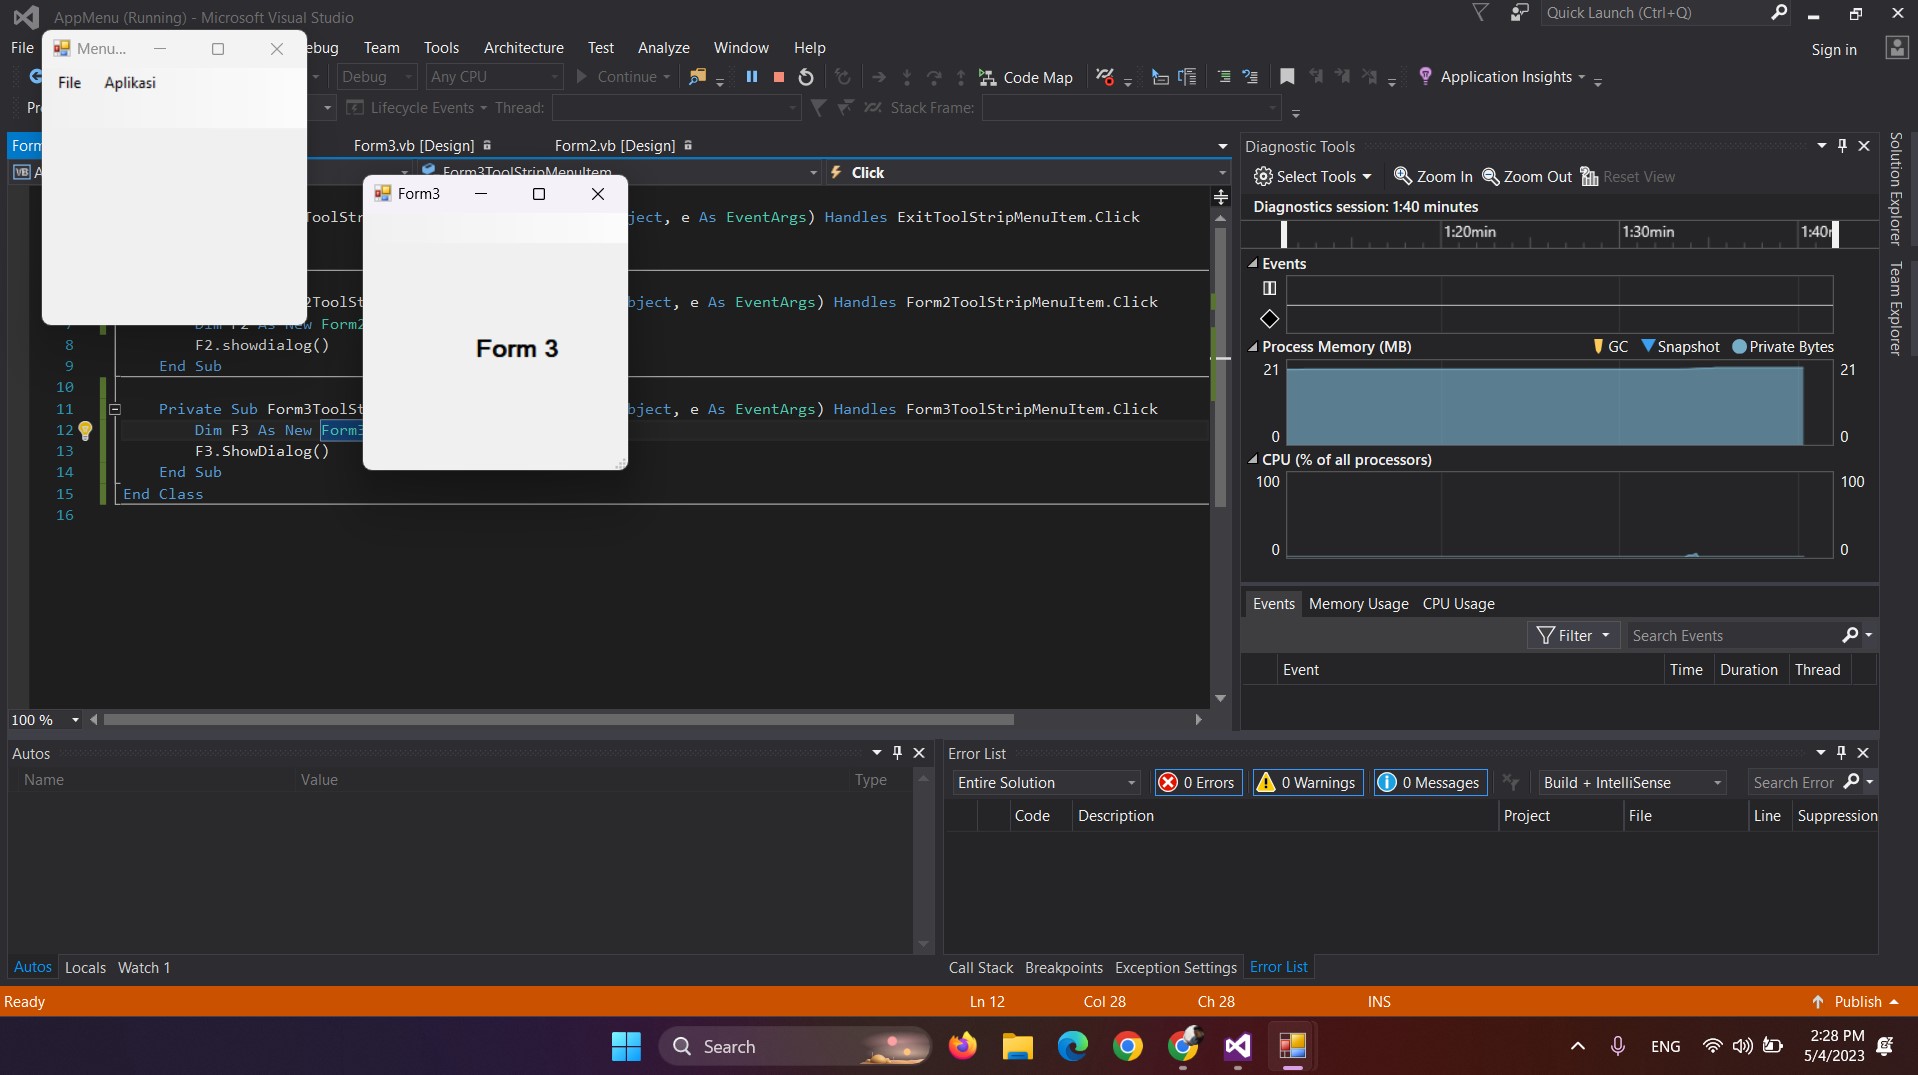 AppMenu (Running) - Microsoft Visual Studio
Quick Launch (Ctrl+Q)
File
Team
Tools
Architecture
Test
Analyze
Window
Help
Sign in
Debug
Any CPU
Continue
Code Map
Application Insights
Lifecycle Events
Thread:
Stack Frame:
Menu...
File
Aplikasi
Form3.vb [Design]
Form2.vb [Design]
Form3ToolStripMenuItem
Click
Form3
Form 3
bject, e As EventArgs) Handles ExitToolStripMenuItem.Click
bject, e As EventArgs) Handles Form2ToolStripMenuItem.Click
7 Dim F2 As New Form2
8 F2.showdialog()
9 End Sub
10
11 Private Sub Form3ToolSt bject, e As EventArgs) Handles Form3ToolStripMenuItem.Click
12 Dim F3 As New Form3
13 F3.ShowDialog()
14 End Sub
15 End Class
16
100 %
Diagnostic Tools
Select Tools
Zoom In
Zoom Out
Reset View
Diagnostics session: 1:40 minutes
1:20min
1:30min
1:40m
Events
Process Memory (MB)
GC
Snapshot
Private Bytes
21
21
0
0
CPU (% of all processors)
100
100
0
0
Events
Memory Usage
CPU Usage
Filter
Search Events
Event
Time
Duration
Thread
Solution Explorer
Team Explorer
Autos
Name
Value
Type
Autos
Locals
Watch 1
Error List
Entire Solution
0 Errors
0 Warnings
0 Messages
Build + IntelliSense
Search Error
Code
Description
Project
File
Line
Suppression
Call Stack
Breakpoints
Exception Settings
Error List
Ready
Ln 12
Col 28
Ch 28
INS
Publish
Search
ENG
2:28 PM
5/4/2023